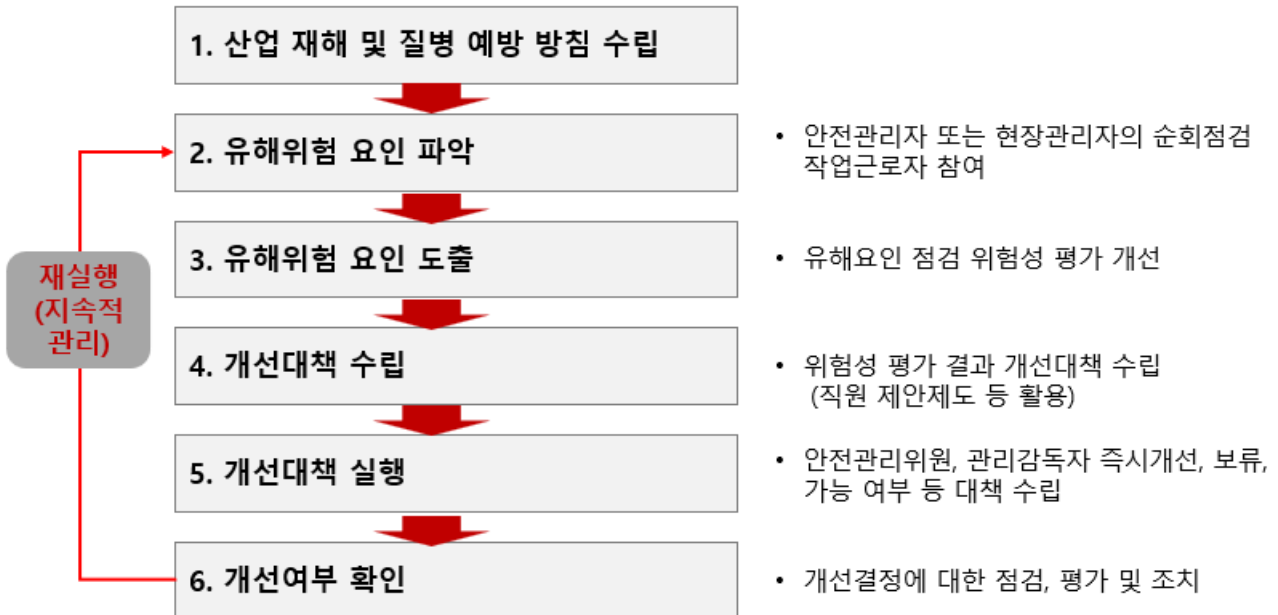 1. 산업 재해 및 질병 예방 방침 수립
2. 유해위험 요인 파악
• 안전관리자 또는 현장관리자의 순회점검
작업근로자 참여
3. 유해위험 요인 도출
• 유해요인 점검 위험성 평가 개선
재실행
(지속적
관리)
4. 개선대책 수립
• 위험성 평가 결과 개선대책 수립
(직원 제안제도 등 활용)
5. 개선대책 실행
• 안전관리위원, 관리감독자 즉시개선, 보류,
가능 여부 등 대책 수립
6. 개선여부 확인
• 개선결정에 대한 점검, 평가 및 조치